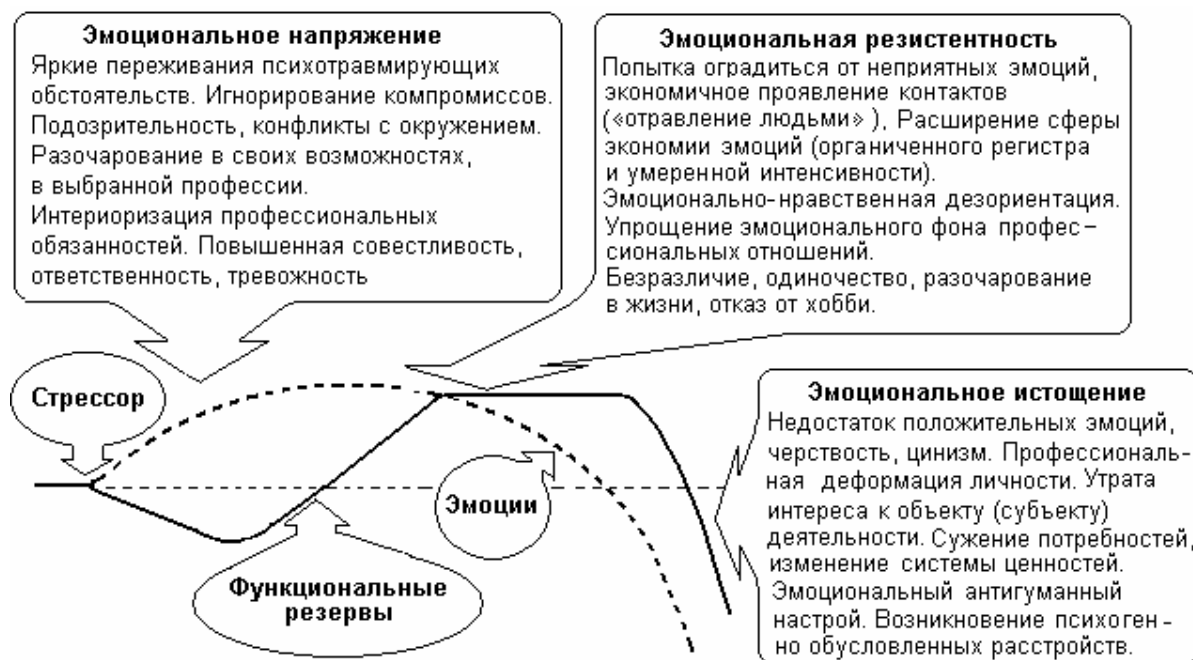 Эмоциональное напряжение
Яркие переживания психотравмирующих
обстоятельств. Игнорирование компромиссов.
Подозрительность, конфликты с окружением.
Разочарование в своих возможностях,
в выбранной профессии.
Интериоризация профессиональных
обязанностей. Повышенная совестливость,
ответственность, тревожность
Эмоциональная резистентность
Попытка оградиться от неприятных эмоций,
экономичное проявление контактов
(«отравление людьми» ), Расширение сферы
экономии эмоций (органиченного регистра
и умеренной интенсивности).
Эмоционально-нравственная дезориентация.
Упрощение эмоционального фона профес–
сиональных отношений.
Безразличие, одиночество, разочарование
в жизни, отказ от хобби.
Стрессор
Эмоции
Функциональные
резервы
Эмоциональное истощение
Недостаток положительных эмоций,
черствость, цинизм. Профессиональ-
ная деформация личности. Утрата
интереса к объекту (субъекту)
деятельности. Сужение потребностей,
изменение системы ценностей.
Эмоциональный антигуманный
настрой. Возникновение психоген –
но обусловленных расстройств.